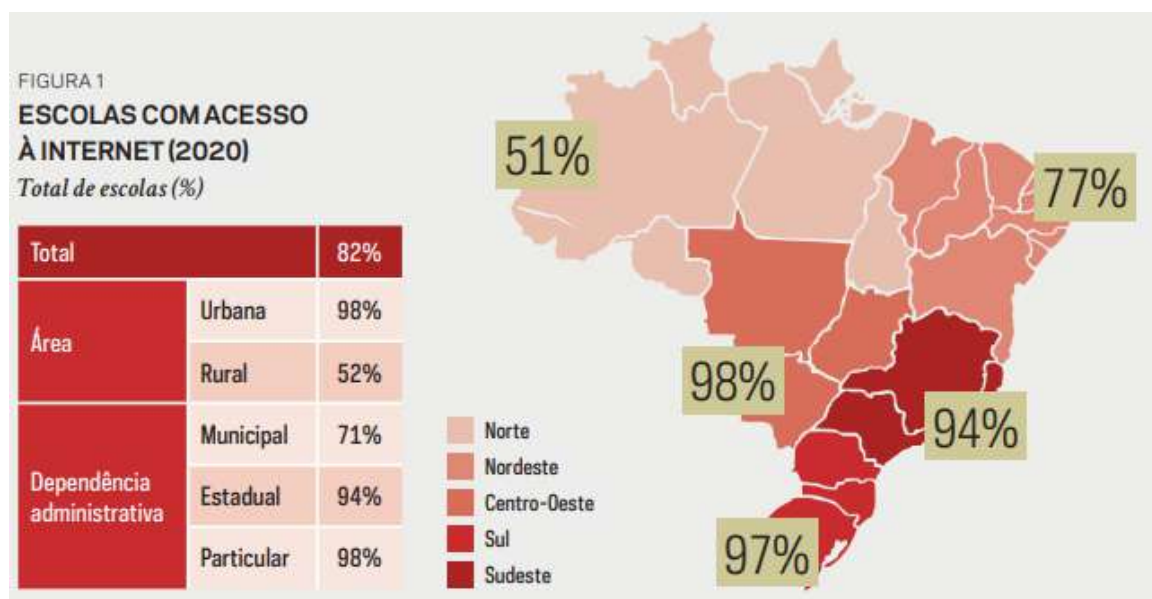 FIGURA 1
ESCOLAS COM ACESSO
À INTERNET (2020)
Total de escolas (%)
Total 82%
Área
Urbana 98%
Rural 52%
Dependência
administrativa
Municipal 71%
Estadual 94%
Particular 98%
51%
77%
98%
94%
97%
Norte
Nordeste
Centro-Oeste
Sul
Sudeste